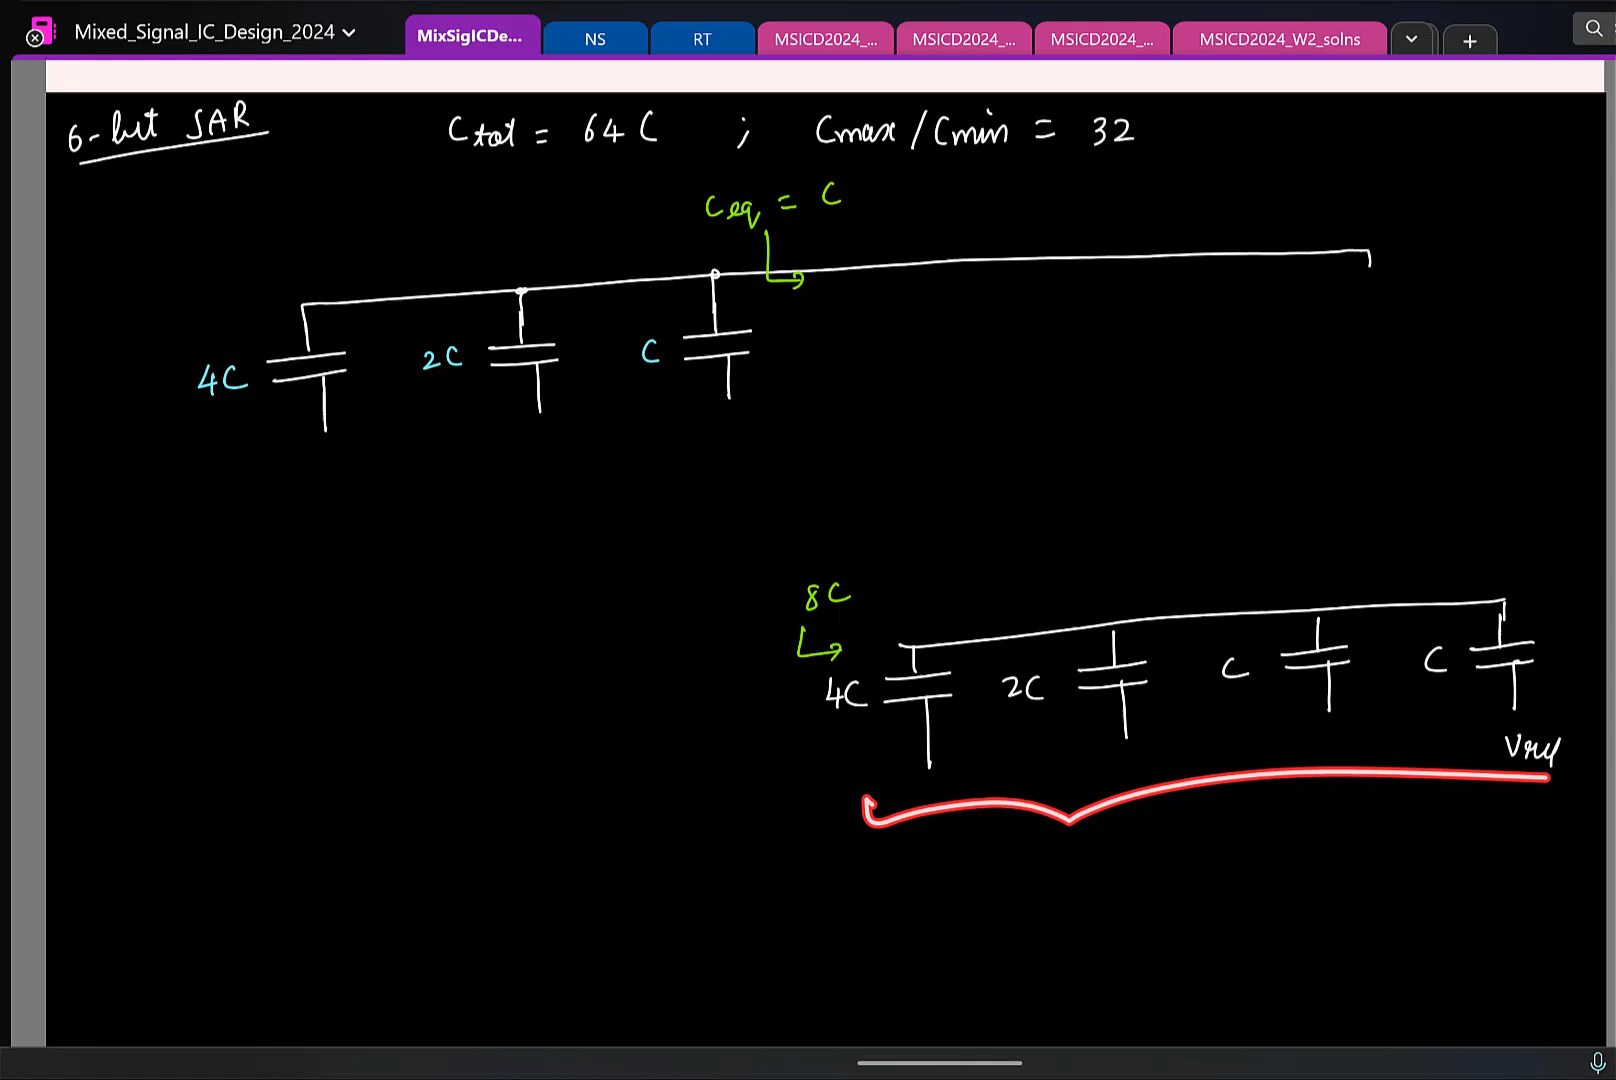 Mixed_Signal_IC_Design_2024
MixSigICDe...
NS
RT
MSICD2024_...
MSICD2024_...
MSICD2024_...
MSICD2024_W2_solns
6-bit SAR
Ctot = 64C ; Cmax/Cmin = 32
Ceq = C
4C 2C C
8C
4C 2C C C
Vref